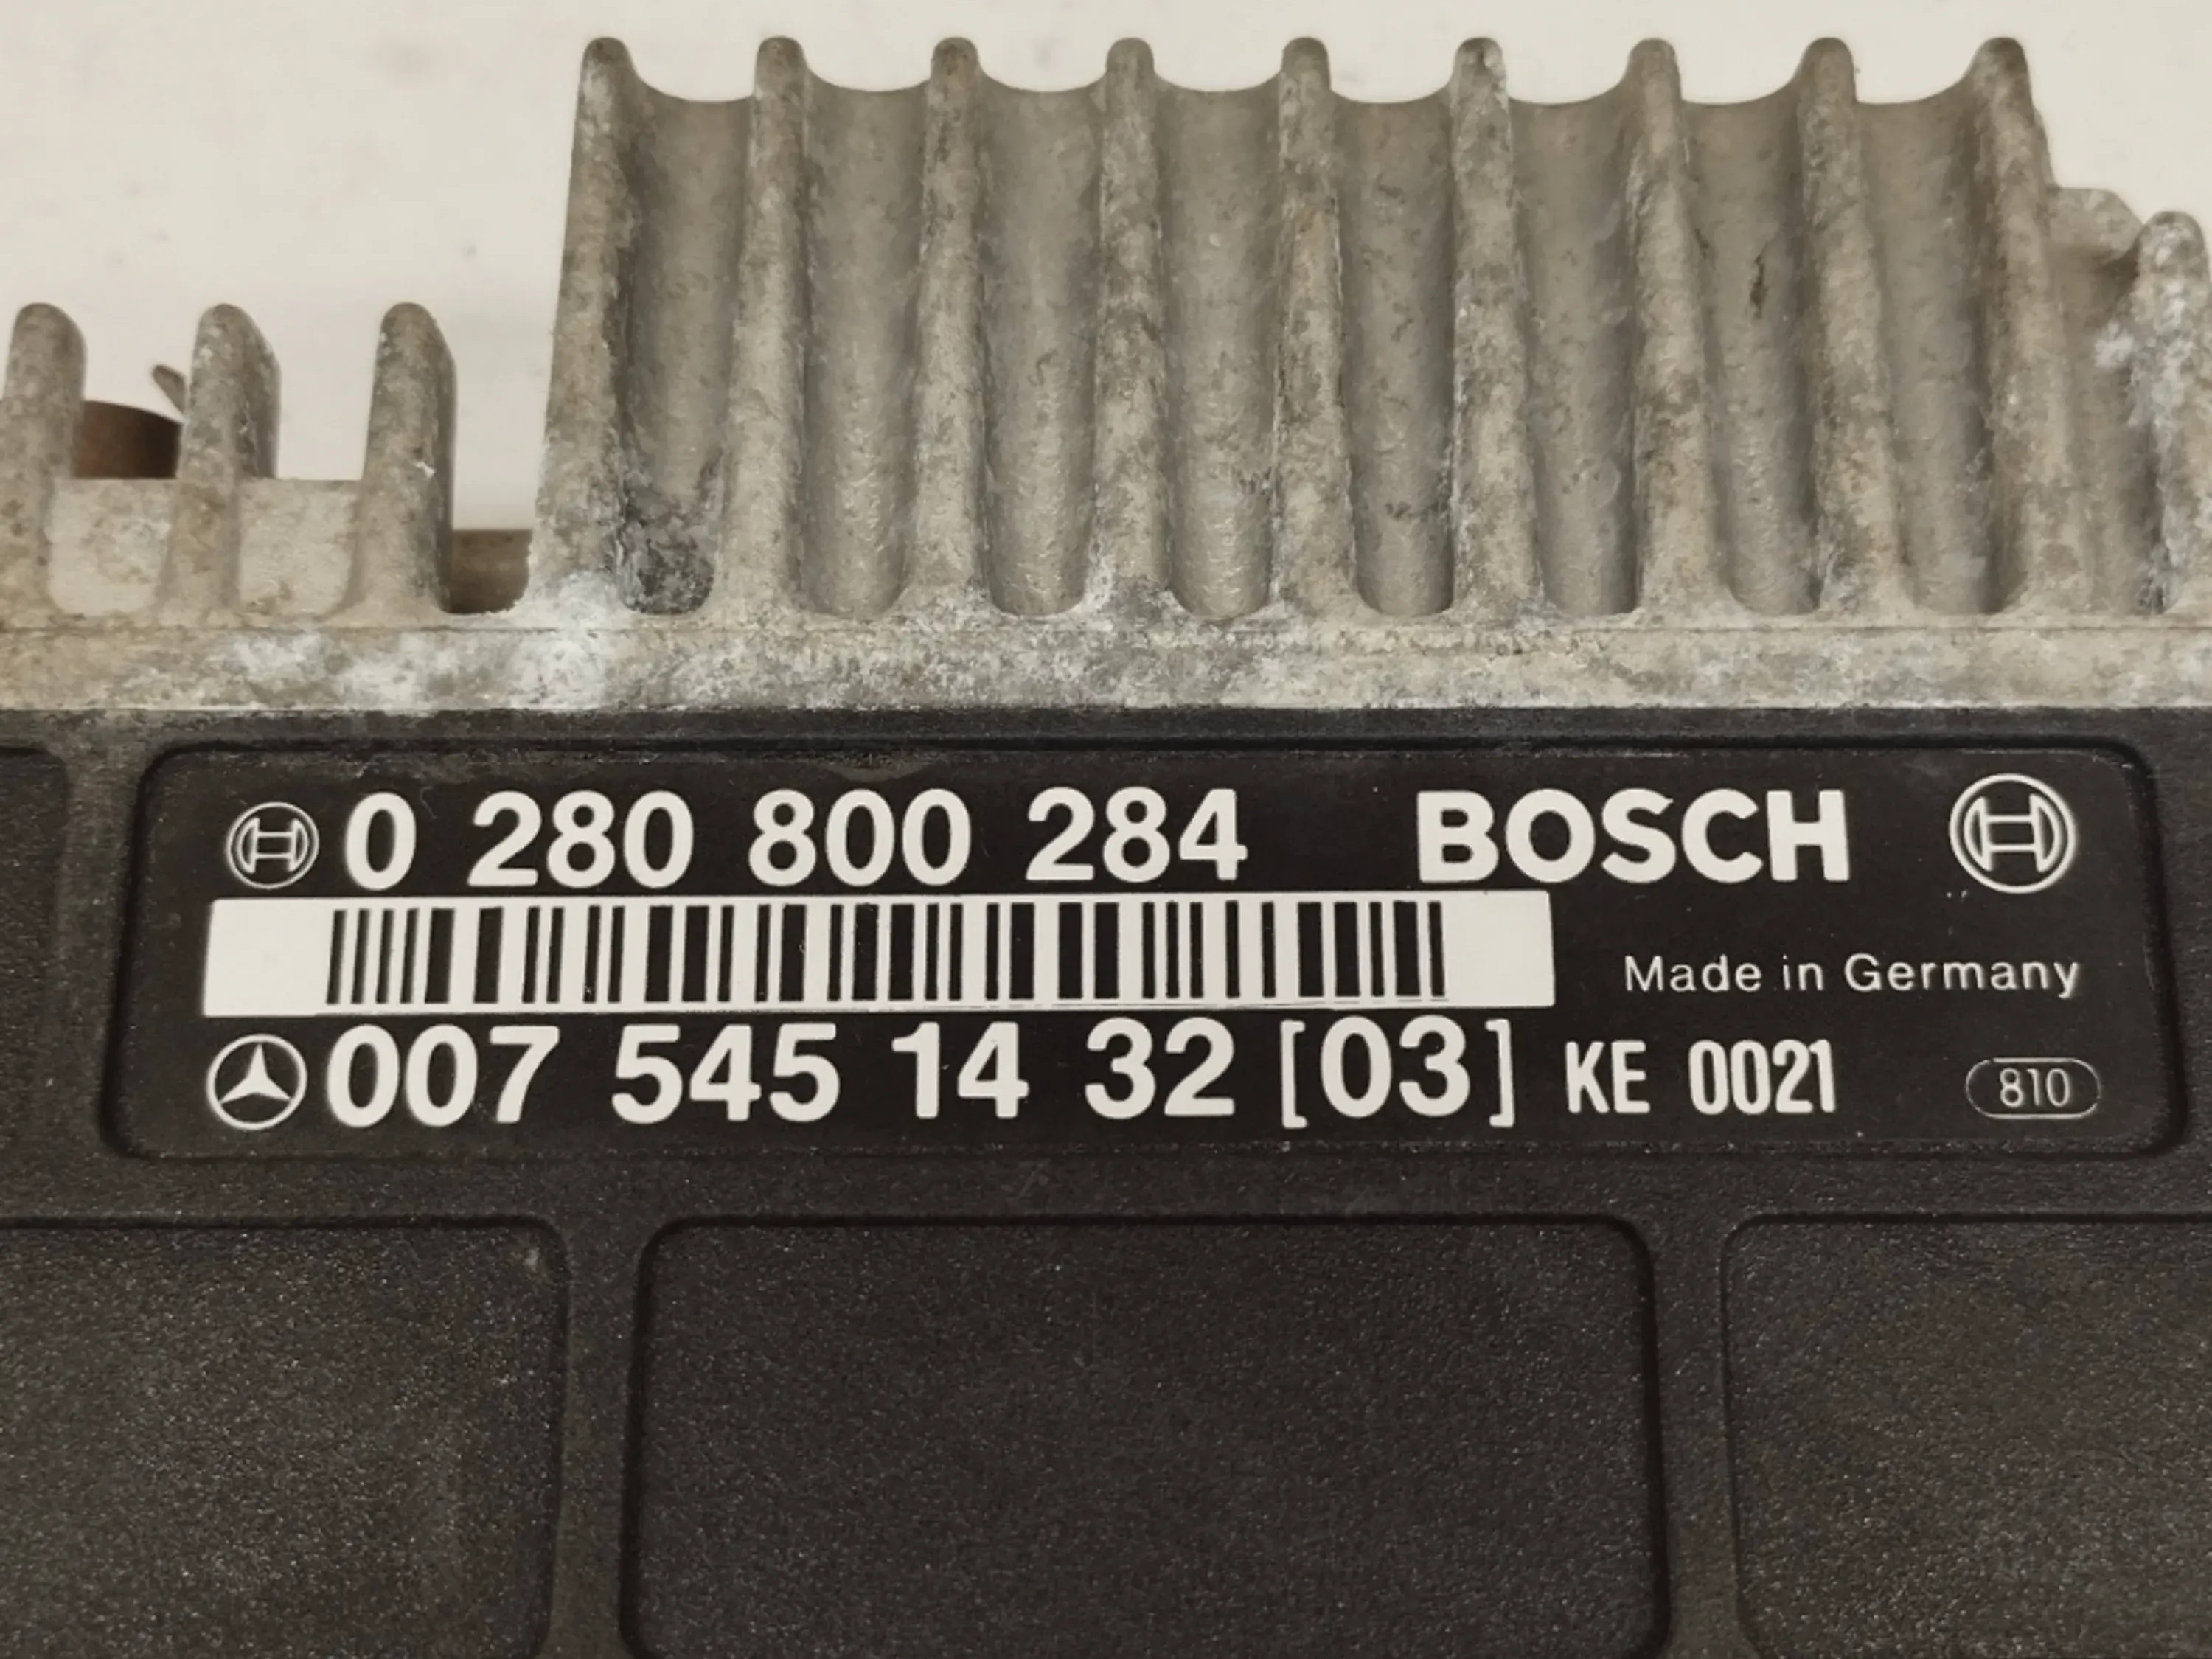 0 280 800 284 BOSCH
Made in Germany
007 545 14 32 [03] KE 0021 810